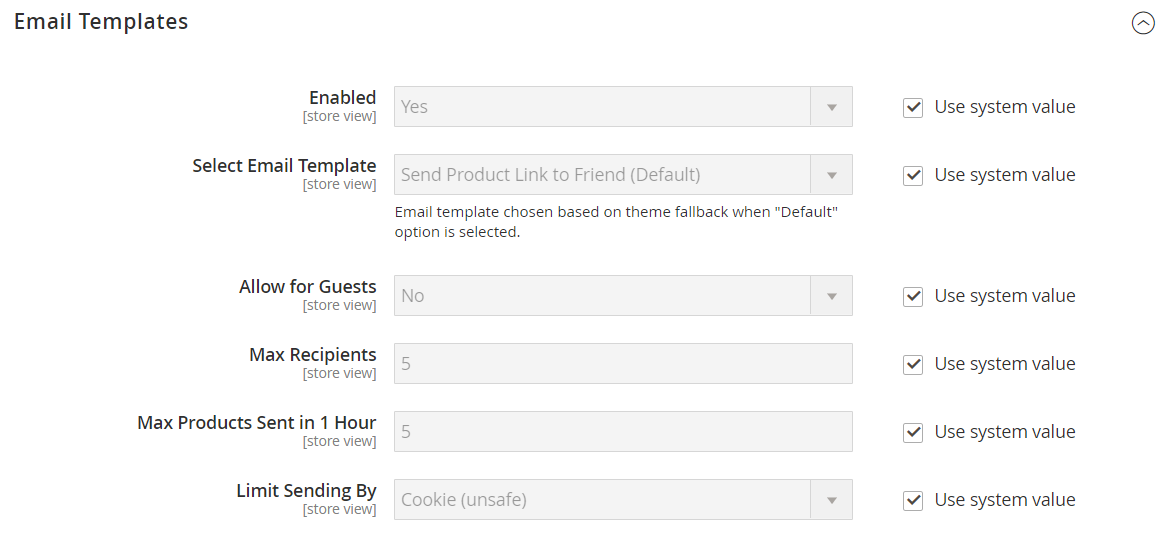 Email Templates
Enabled
[store view]
Yes
Use system value
Select Email Template
[store view]
Send Product Link to Friend (Default)
Use system value
Email template chosen based on theme fallback when "Default"
option is selected.
Allow for Guests
[store view]
No
Use system value
Max Recipients
[store view]
5
Use system value
Max Products Sent in 1 Hour
[store view]
5
Use system value
Limit Sending By
[store view]
Cookie (unsafe)
Use system value